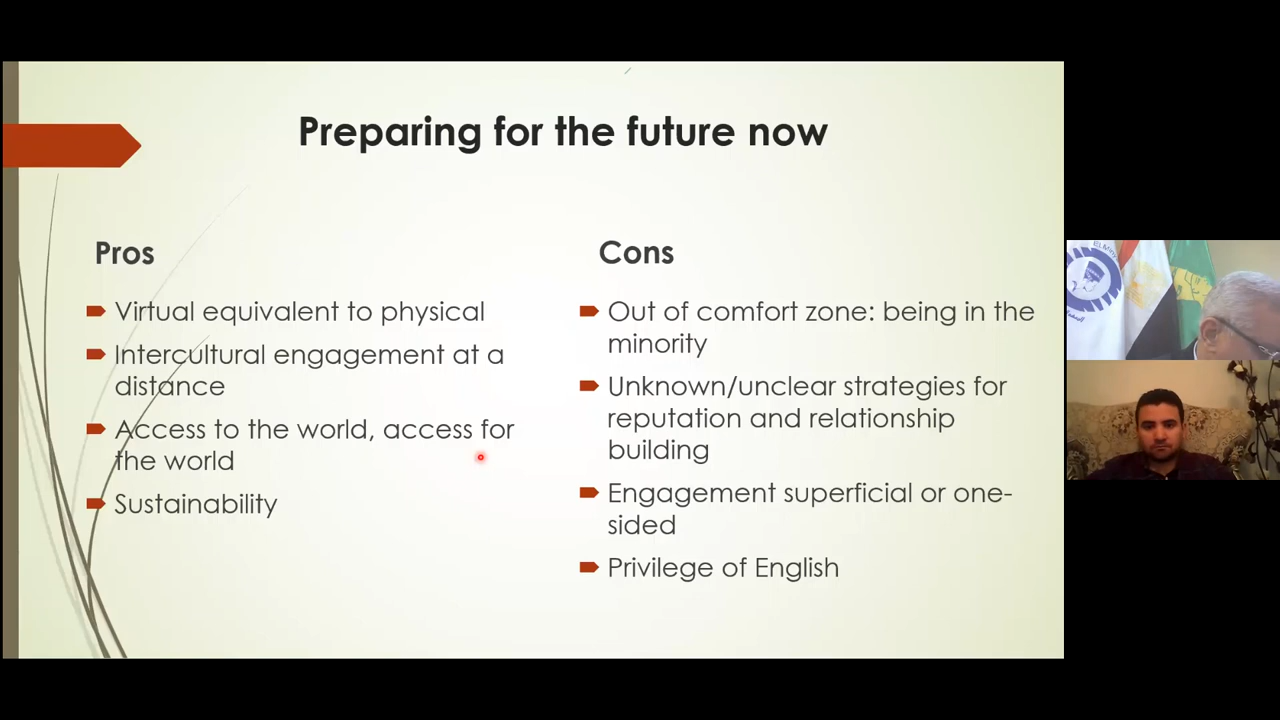 Preparing for the future now
Pros
Virtual equivalent to physical
Intercultural engagement at a
distance
Access to the world, access for
the world
Sustainability
Cons
Out of comfort zone: being in the
minority
Unknown/unclear strategies for
reputation and relationship
building
Engagement superficial or one-
sided
Privilege of English